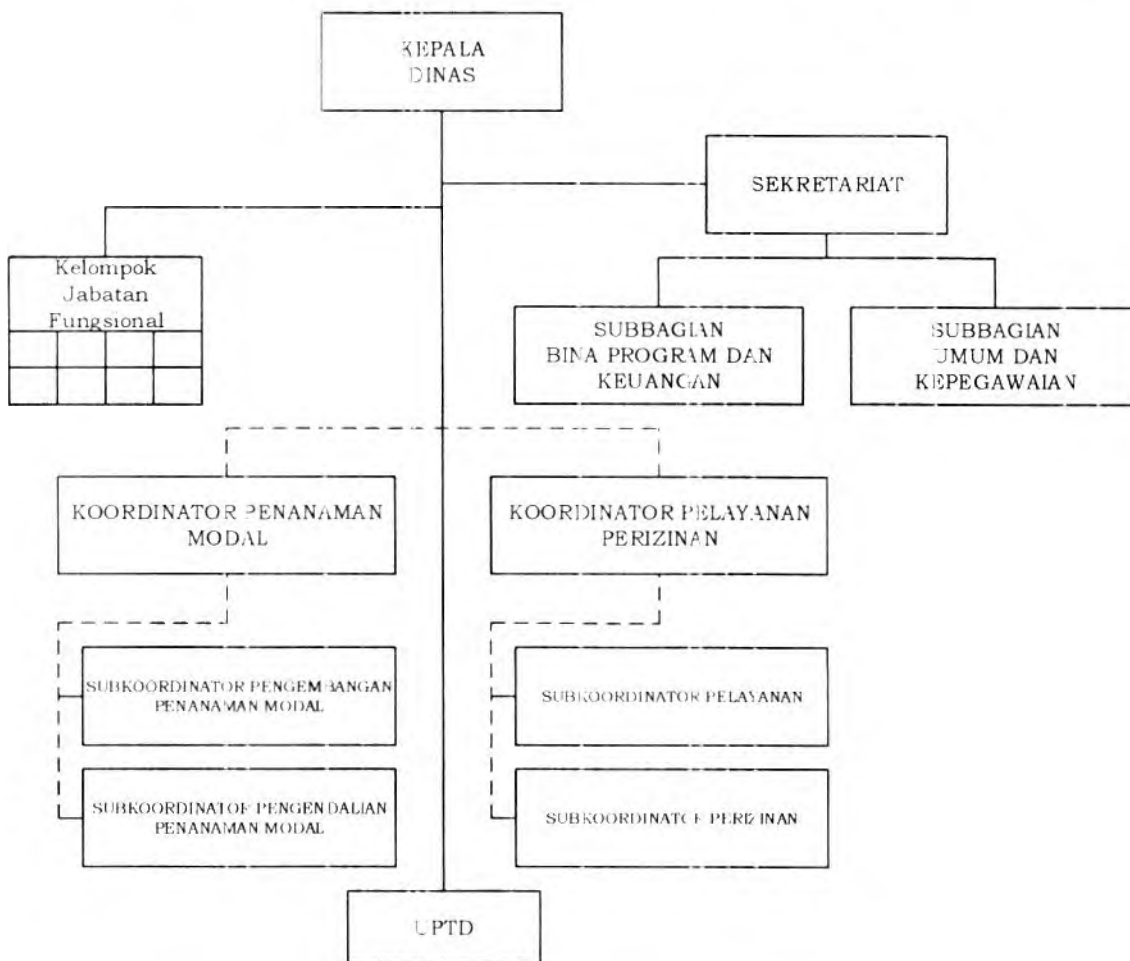 KEPALA
DINAS
SEKRETARIAT
Kelompok
Jabatan
Fungsional
SUBBAGIAN
BINA PROGRAM DAN
KEUANGAN
SUBBAGIAN
UMUM DAN
KEPEGAWAIAN
KOORDINATOR PENANAMAN
MODAL
KOORDINATOR PELAYANAN
PERIZINAN
SUBKOORDINATOR PENGEMBANGAN
PENANAMAN MODAL
SUBKOORDINATOR PELAYANAN
SUBKOORDINATOR PENGENDALIAN
PENANAMAN MODAL
SUBKOORDINATOR PERIZINAN
UPTD